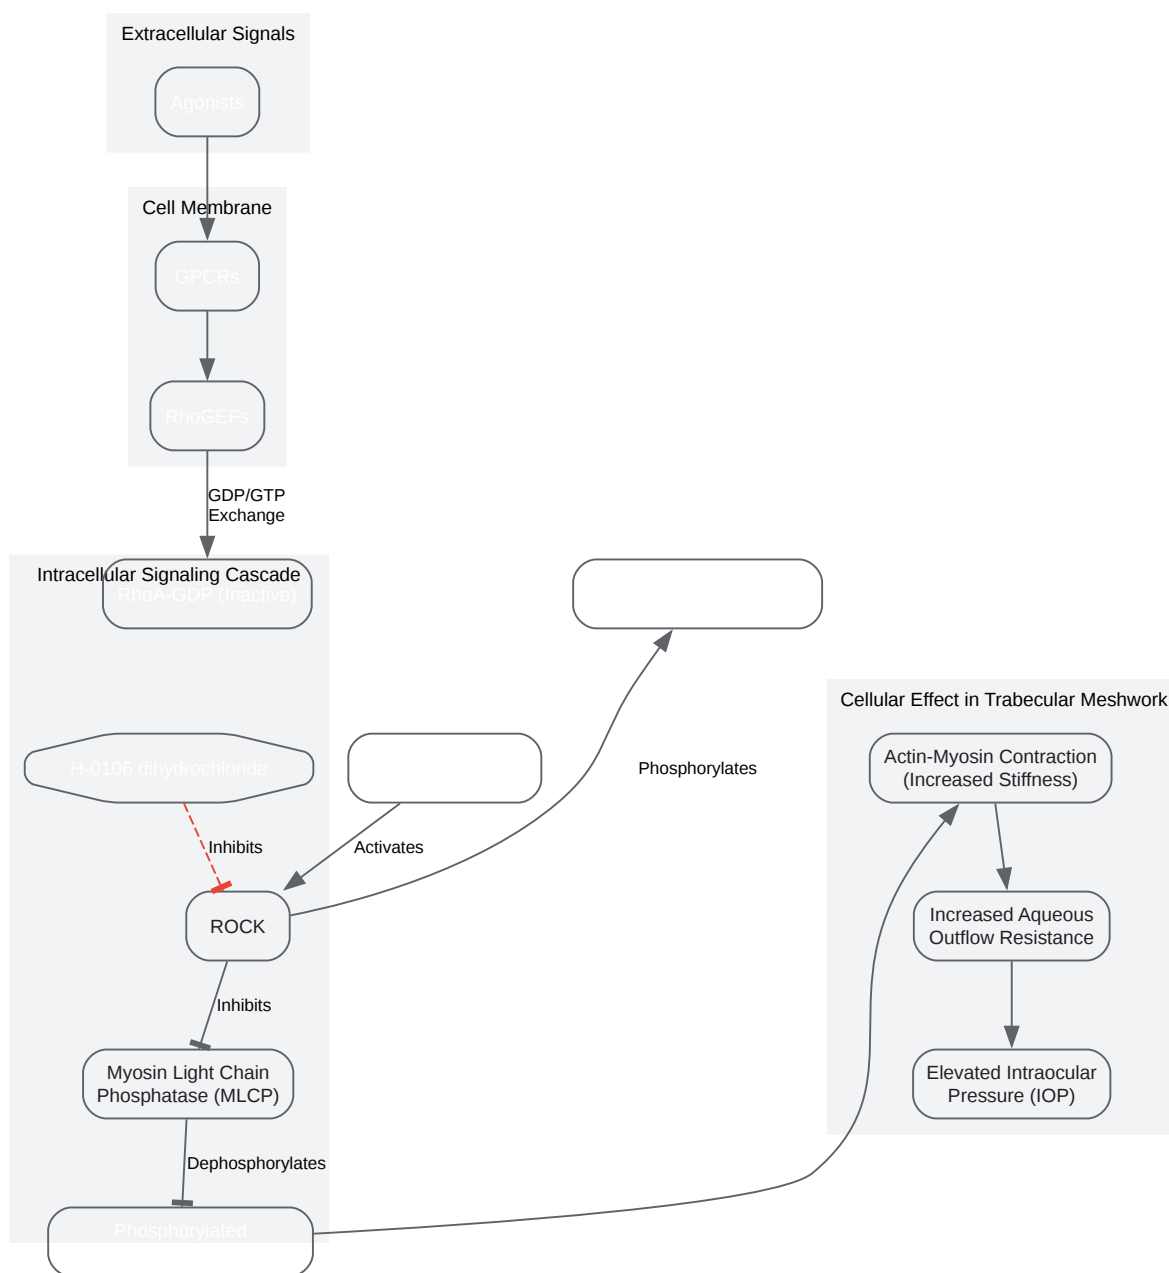 Extracellular Signals
Agonists
Cell Membrane
GPCRs
RhoGEFs
GDP/GTP
Exchange
Intracellular Signaling Cascade
RhoA-GDP (Inactive)
H-0106 dihydrochloride
Inhibits
Activates
Phosphorylates
ROCK
Inhibits
Myosin Light Chain
Phosphatase (MLCP)
Dephosphorylates
Phosphorylated
Cellular Effect in Trabecular Meshwork
Actin-Myosin Contraction
(Increased Stiffness)
Increased Aqueous
Outflow Resistance
Elevated Intraocular
Pressure (IOP)